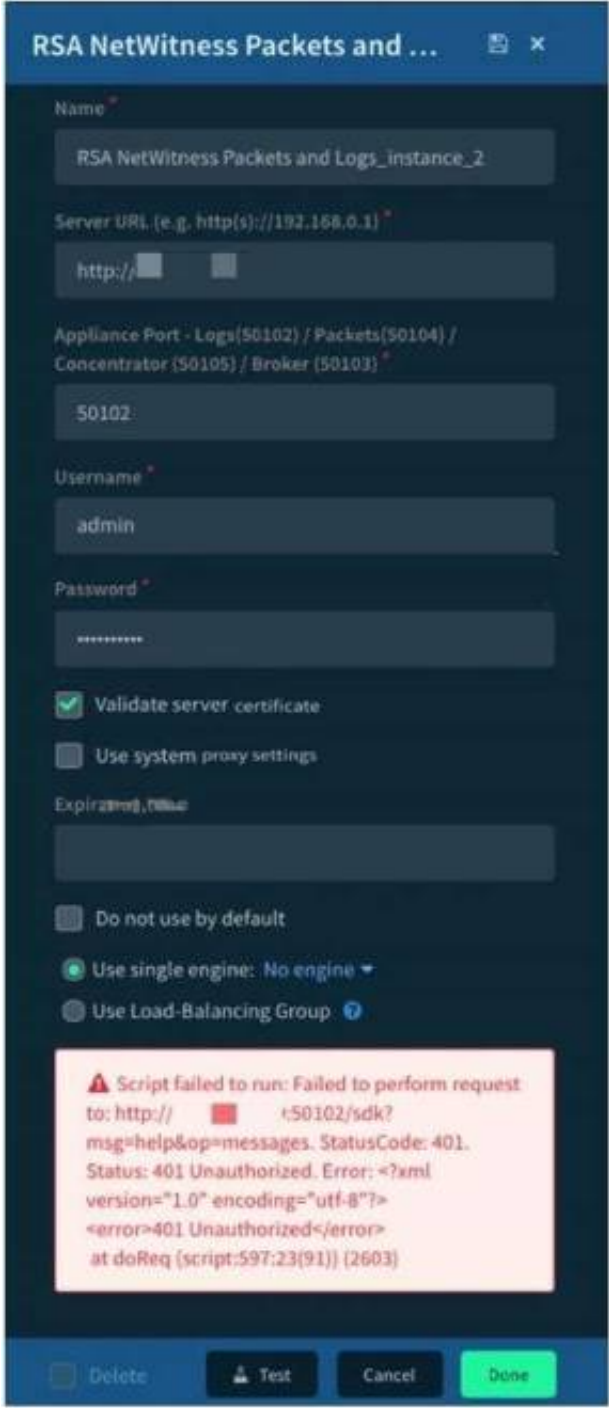 RSA NetWitness Packets and ...
Name *
RSA NetWitness Packets and Logs_instance_2
Server URL (e.g. http(s)://192.168.0.1) *
http://
Appliance Port - Logs(50102) / Packets(50104) /
Concentrator (50105) / Broker (50103) *
50102
Username *
admin
Password *
••••••••••
Validate server certificate
Use system proxy settings
Do not use by default
Use single engine: No engine
Use Load-Balancing Group ?
Script failed to run: Failed to perform request
to: http:// :50102/sdk?
msg=help&op=messages. StatusCode: 401.
Status: 401 Unauthorized. Error: <?xml
version="1.0" encoding="utf-8"?>
<error>401 Unauthorized</error>
at doReq (script:597:23(91)) (2603)
Delete
Test
Cancel
Done